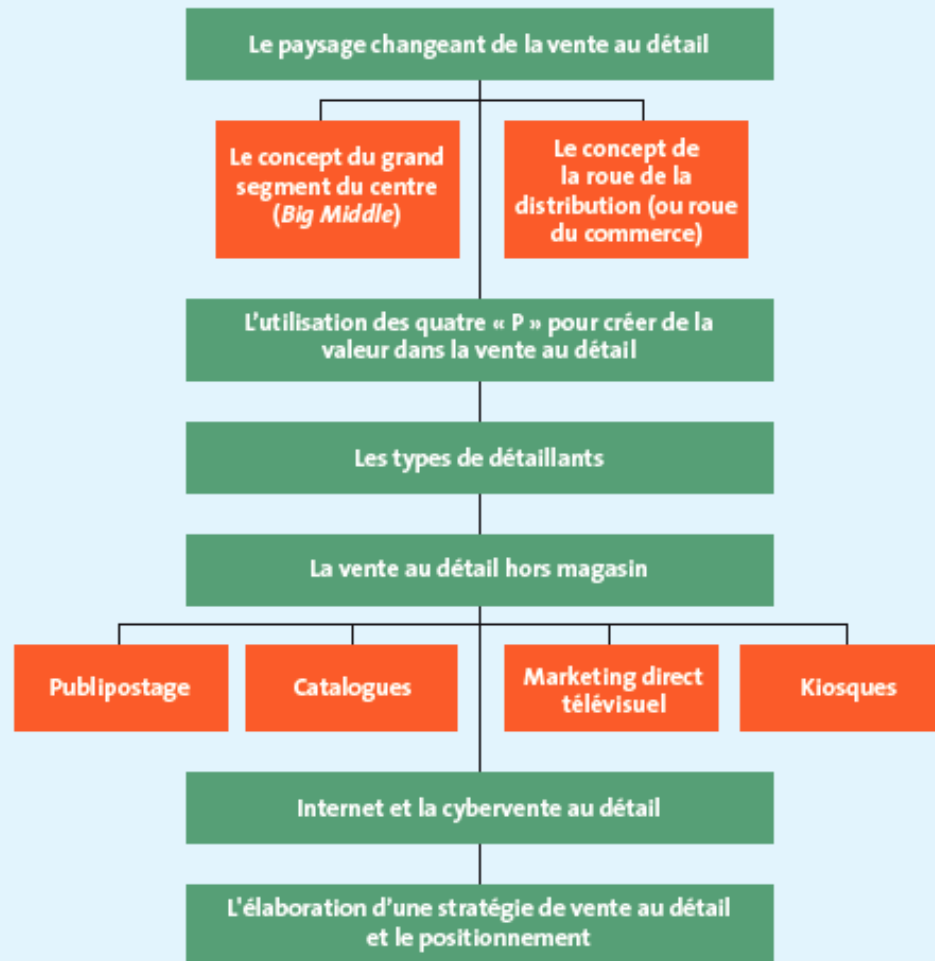 Le paysage changeant de la vente au détail
Le concept du grand
segment du centre
(Big Middle)
Le concept de
la roue de la
distribution (ou roue
du commerce)
L'utilisation des quatre « P » pour créer de la
valeur dans la vente au détail
Les types de détaillants
La vente au détail hors magasin
Publipostage
Catalogues
Marketing direct
télévisuel
Kiosques
Internet et la cybervente au détail
L'élaboration d'une stratégie de vente au détail
et le positionnement